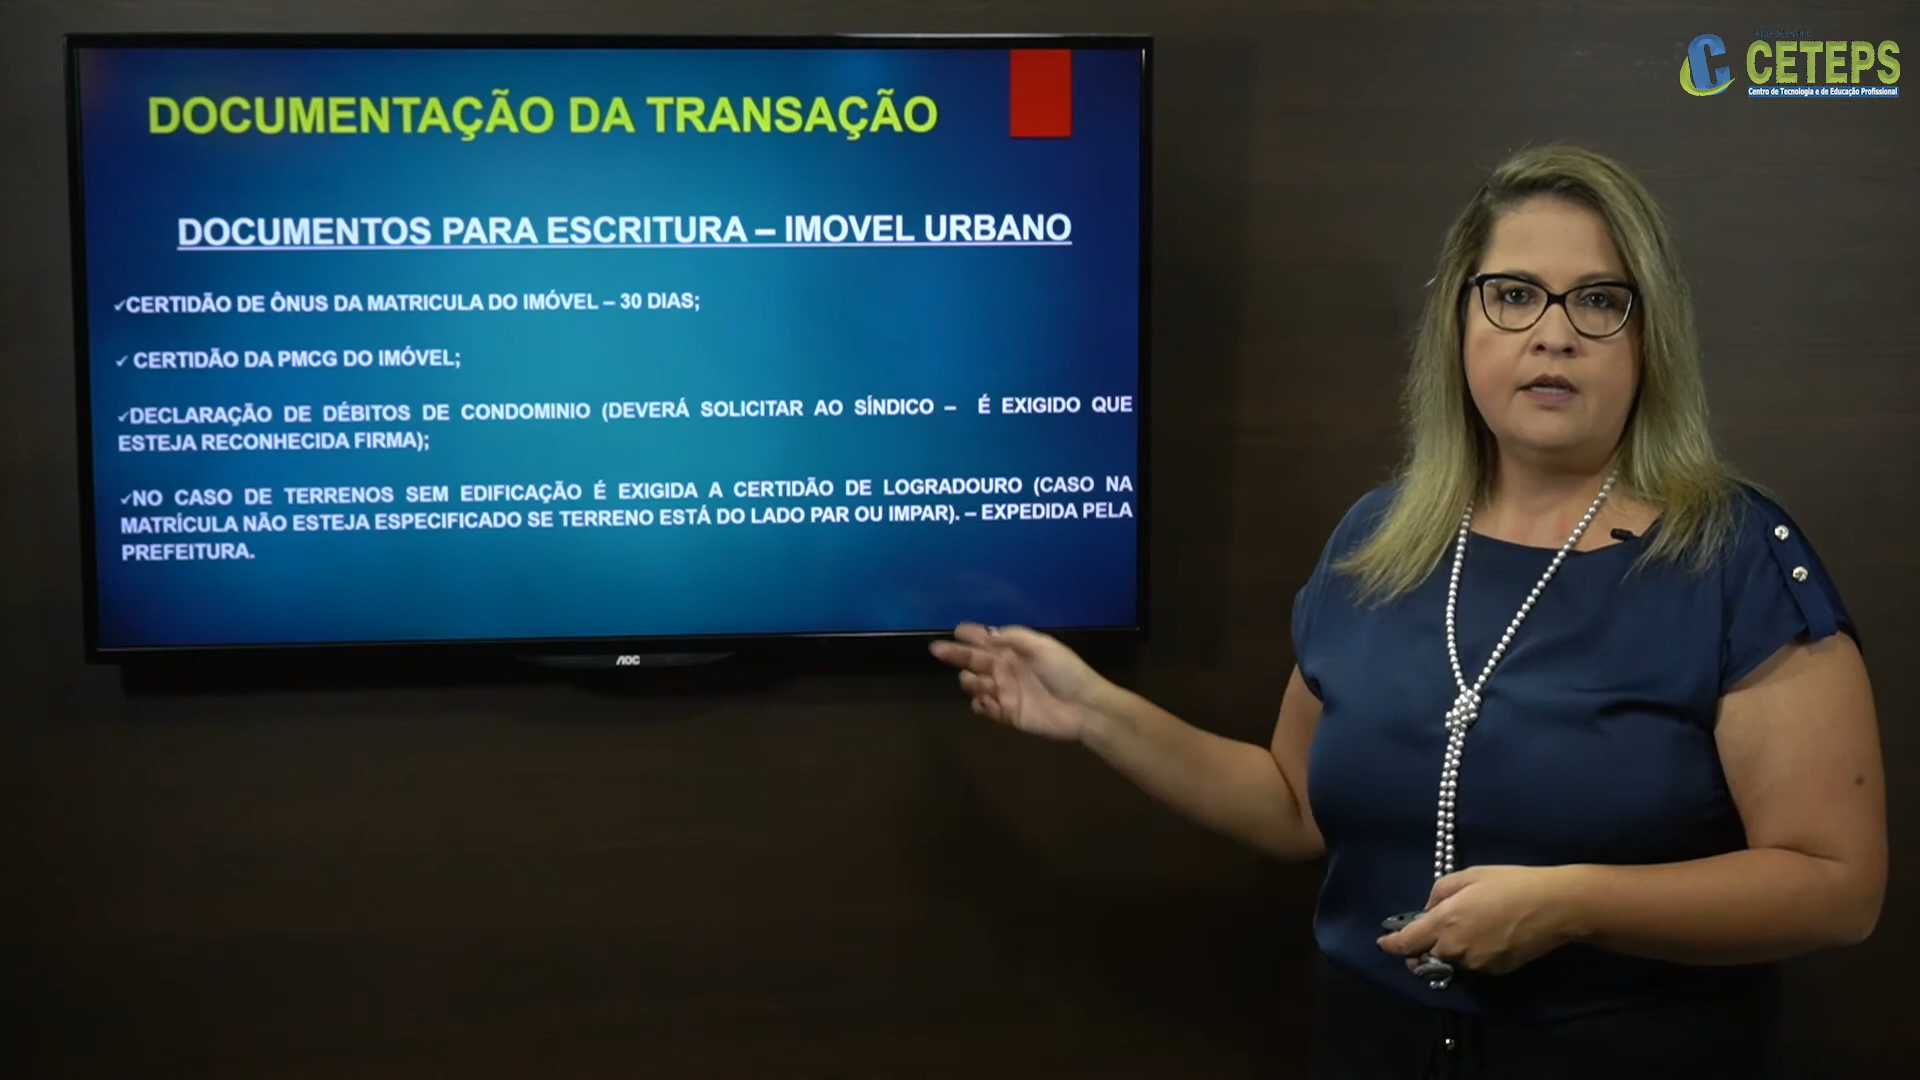 CETEPS
Centro de Tecnologia e de Educação Profissional
DOCUMENTAÇÃO DA TRANSAÇÃO
DOCUMENTOS PARA ESCRITURA – IMOVEL URBANO
✓CERTIDÃO DE ÔNUS DA MATRICULA DO IMÓVEL – 30 DIAS;
✓ CERTIDÃO DA PMCG DO IMÓVEL;
✓DECLARAÇÃO DE DÉBITOS DE CONDOMINIO (DEVERÁ SOLICITAR AO SÍNDICO – É EXIGIDO QUE
ESTEJA RECONHECIDA FIRMA);
✓NO CASO DE TERRENOS SEM EDIFICAÇÃO É EXIGIDA A CERTIDÃO DE LOGRADOURO (CASO NA
MATRÍCULA NÃO ESTEJA ESPECIFICADO SE TERRENO ESTÁ DO LADO PAR OU IMPAR). – EXPEDIDA PELA
PREFEITURA.
AOC